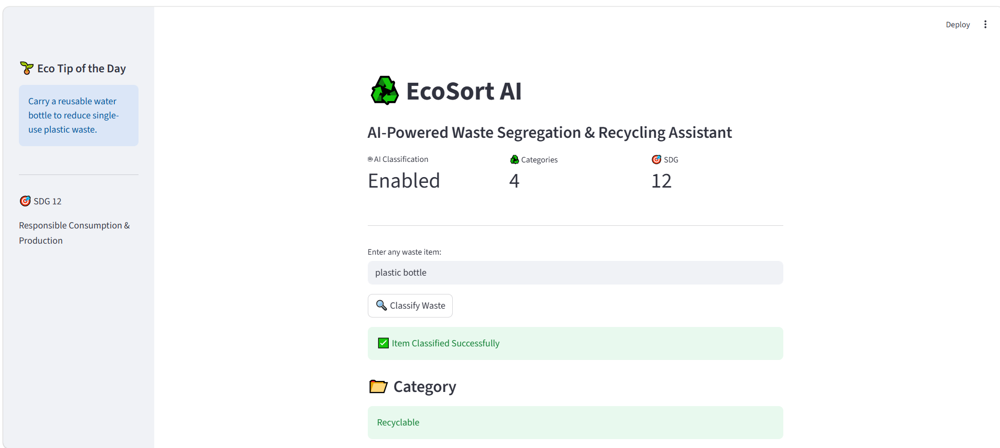 Deploy
Eco Tip of the Day
Carry a reusable water
bottle to reduce single-
use plastic waste.
SDG 12
Responsible Consumption &
Production
EcoSort AI
AI-Powered Waste Segregation & Recycling Assistant
AI Classification
Enabled
Categories
4
SDG
12
Enter any waste item:
plastic bottle
Classify Waste
Item Classified Successfully
Category
Recyclable